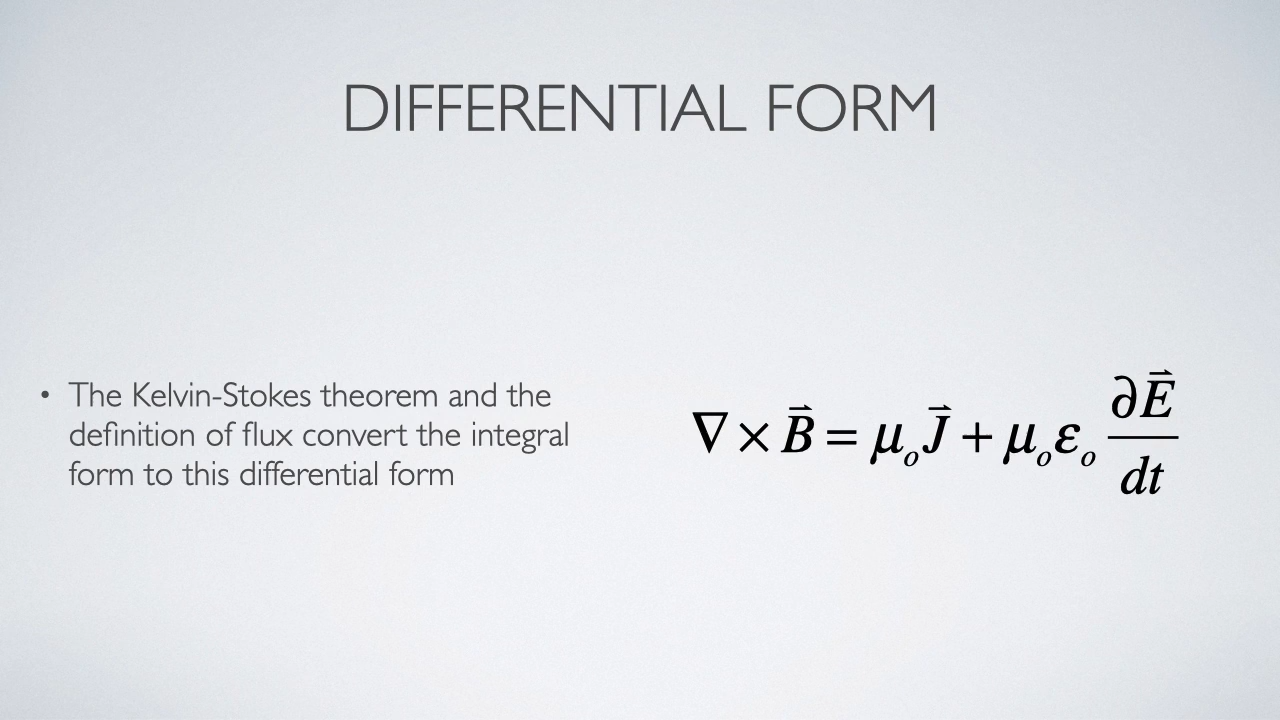 DIFFERENTIAL FORM
• The Kelvin-Stokes theorem and the
definition of flux convert the integral
form to this differential form
∇ × B⃗ = μₒJ⃗ + μₒεₒ ∂E⃗/dt